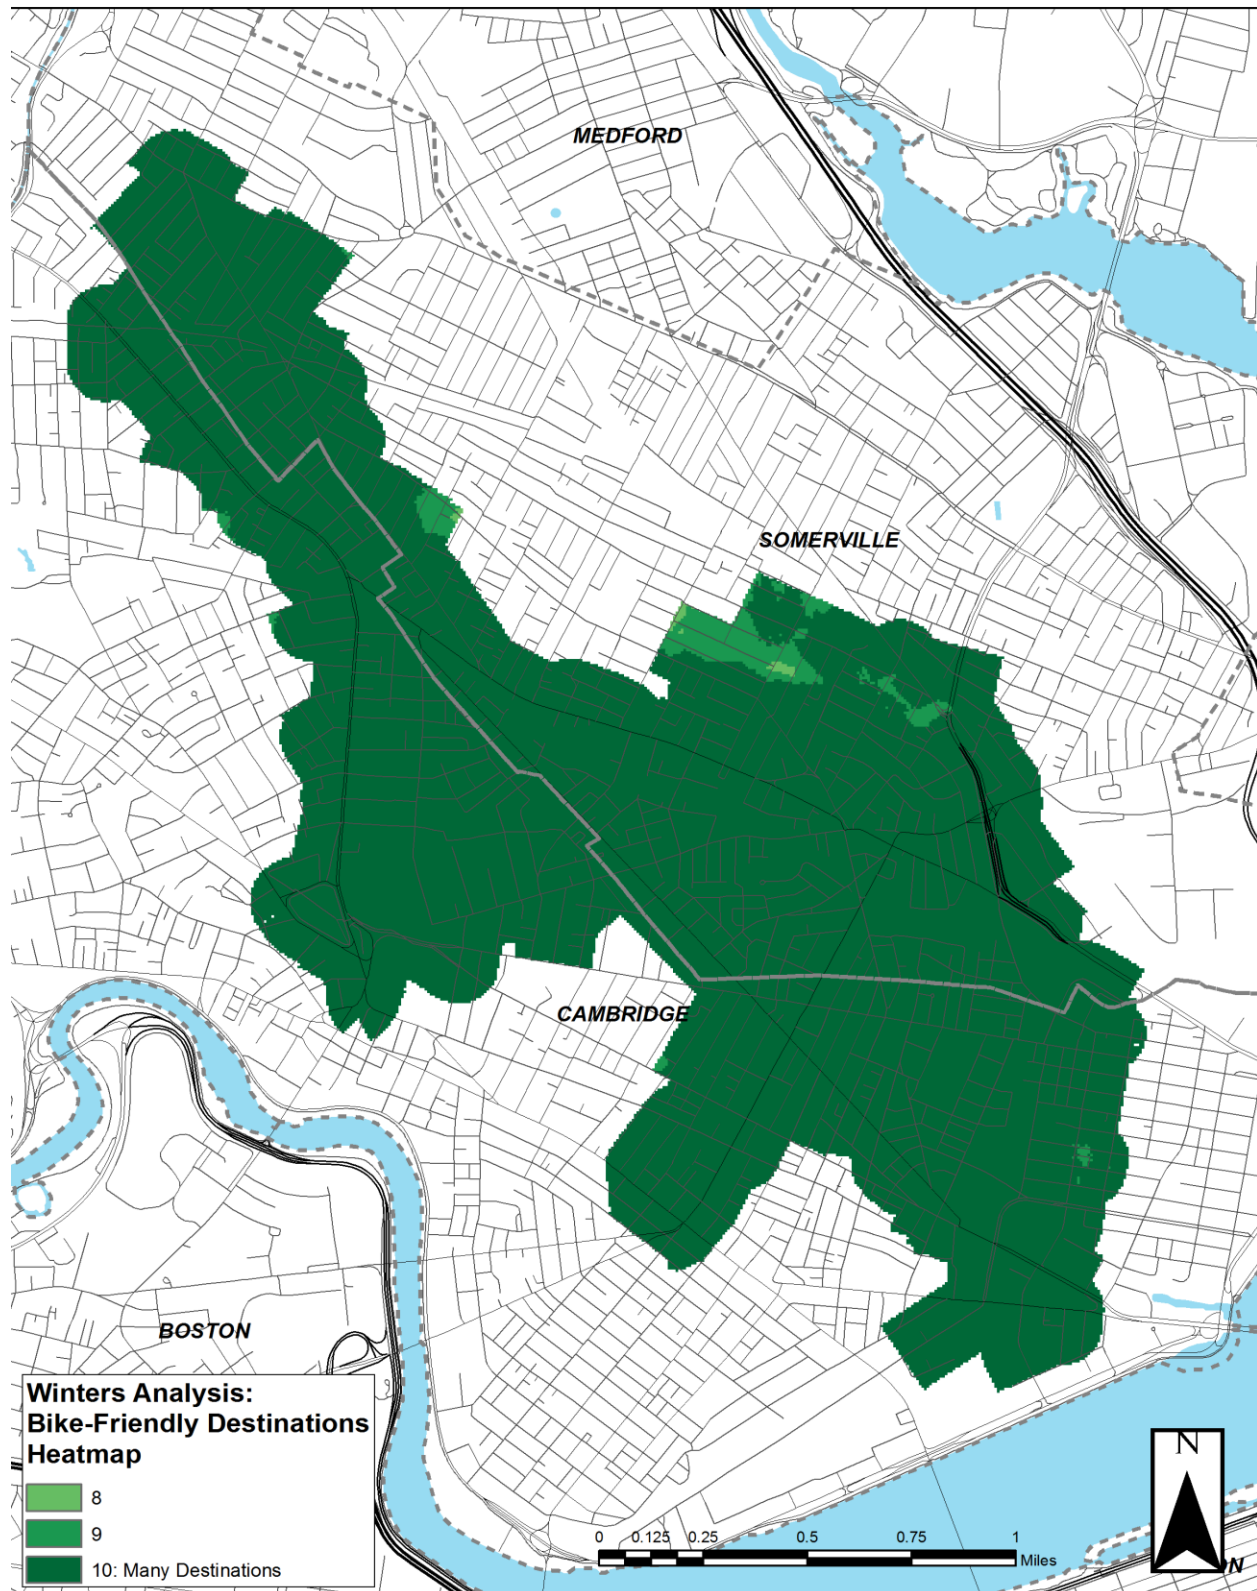 MEDFORD
SOMERVILLE
CAMBRIDGE
BOSTON
Winters Analysis:
Bike-Friendly Destinations
Heatmap
8
9
10: Many Destinations
0 0.125 0.25 0.5 0.75 1
Miles
N
ON